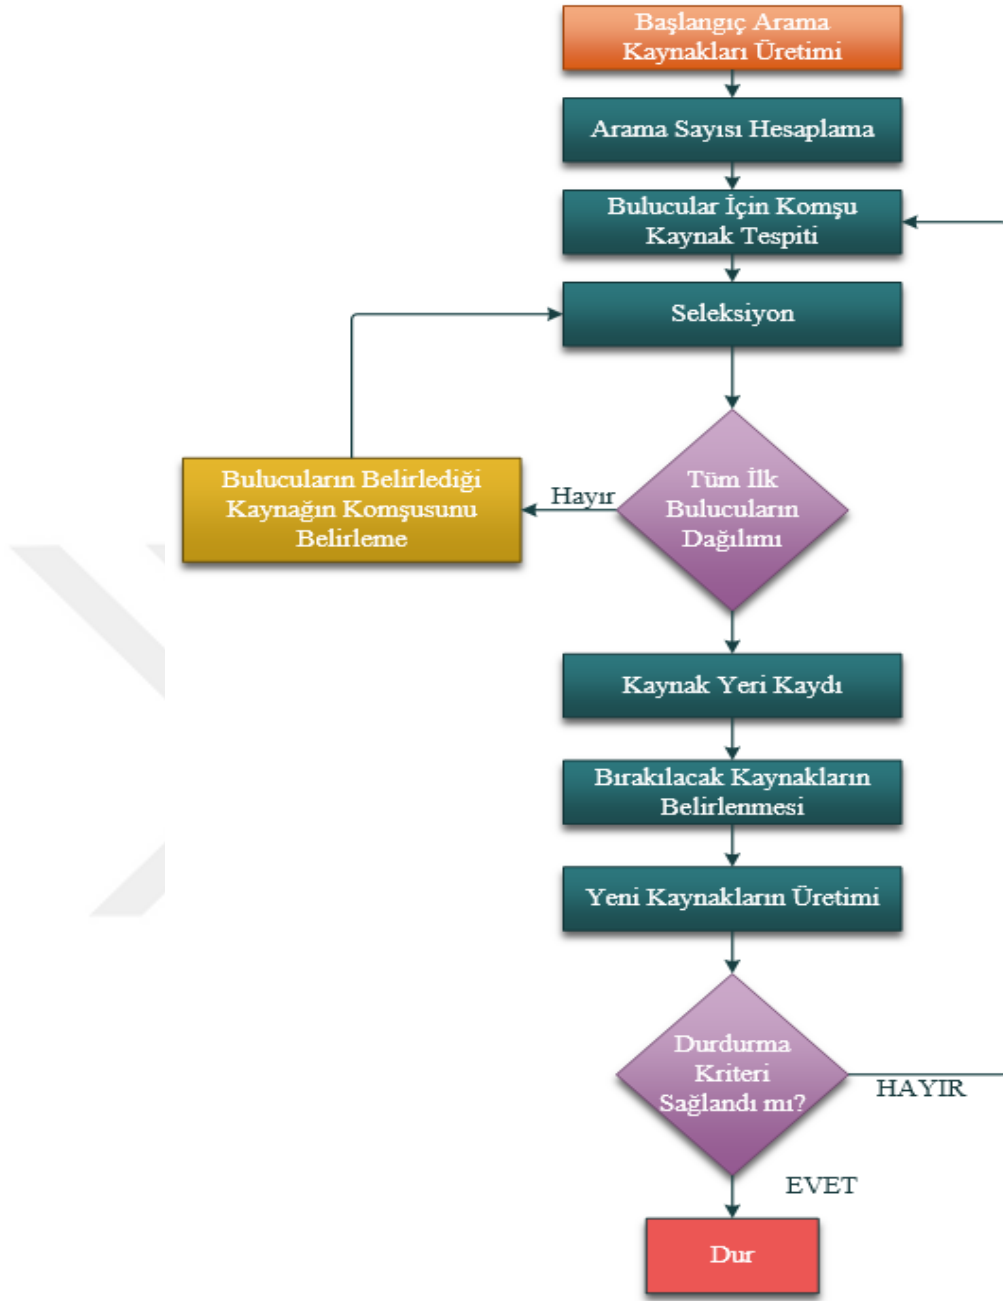 Başlangıç Arama
Kaynakları Üretimi
Arama Sayısı Hesaplama
Bulucular İçin Komşu
Kaynak Tespiti
Seleksiyon
Tüm İlk
Bulucuların
Dağılımı
Hayır
Bulucuların Belirlediği
Kaynağın Komşusunu
Belirleme
Kaynak Yeri Kaydı
Bırakılacak Kaynakların
Belirlenmesi
Yeni Kaynakların Üretimi
Durdurma
Kriteri
Sağlandı mı?
HAYIR
EVET
Dur